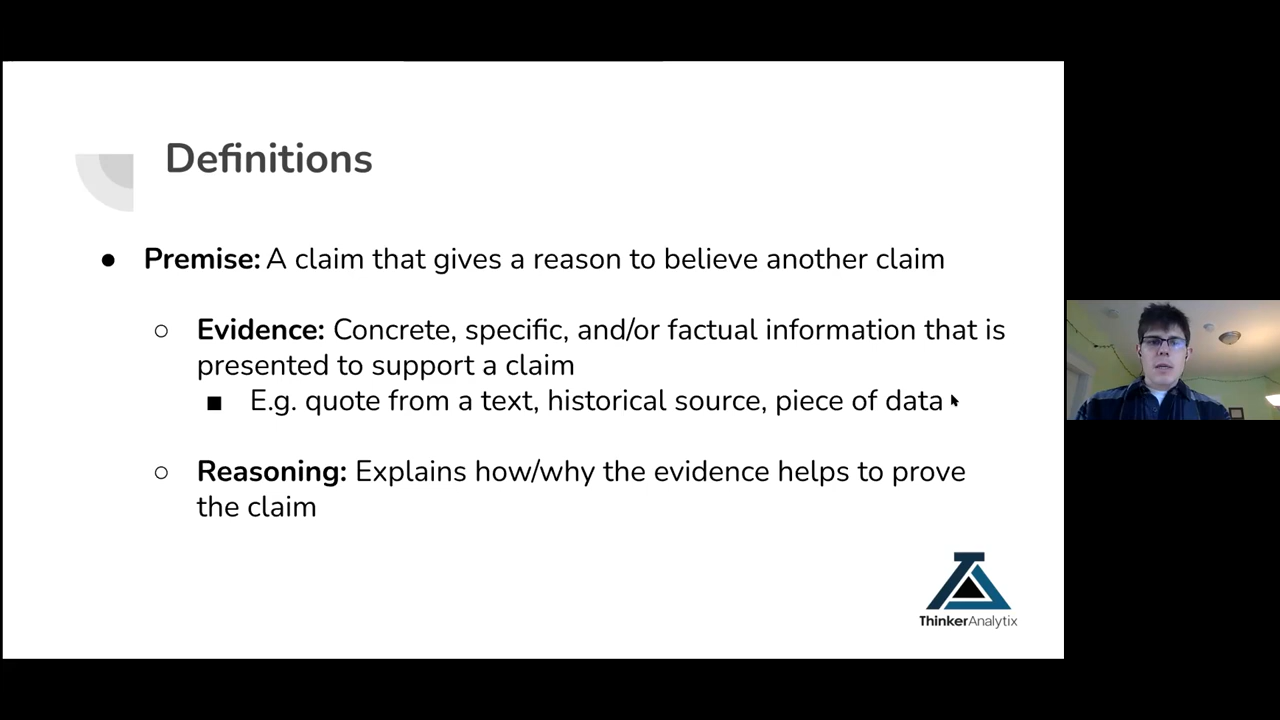 Definitions
● Premise: A claim that gives a reason to believe another claim
○ Evidence: Concrete, specific, and/or factual information that is
presented to support a claim
■ E.g. quote from a text, historical source, piece of data
○ Reasoning: Explains how/why the evidence helps to prove
the claim
ThinkerAnalytix